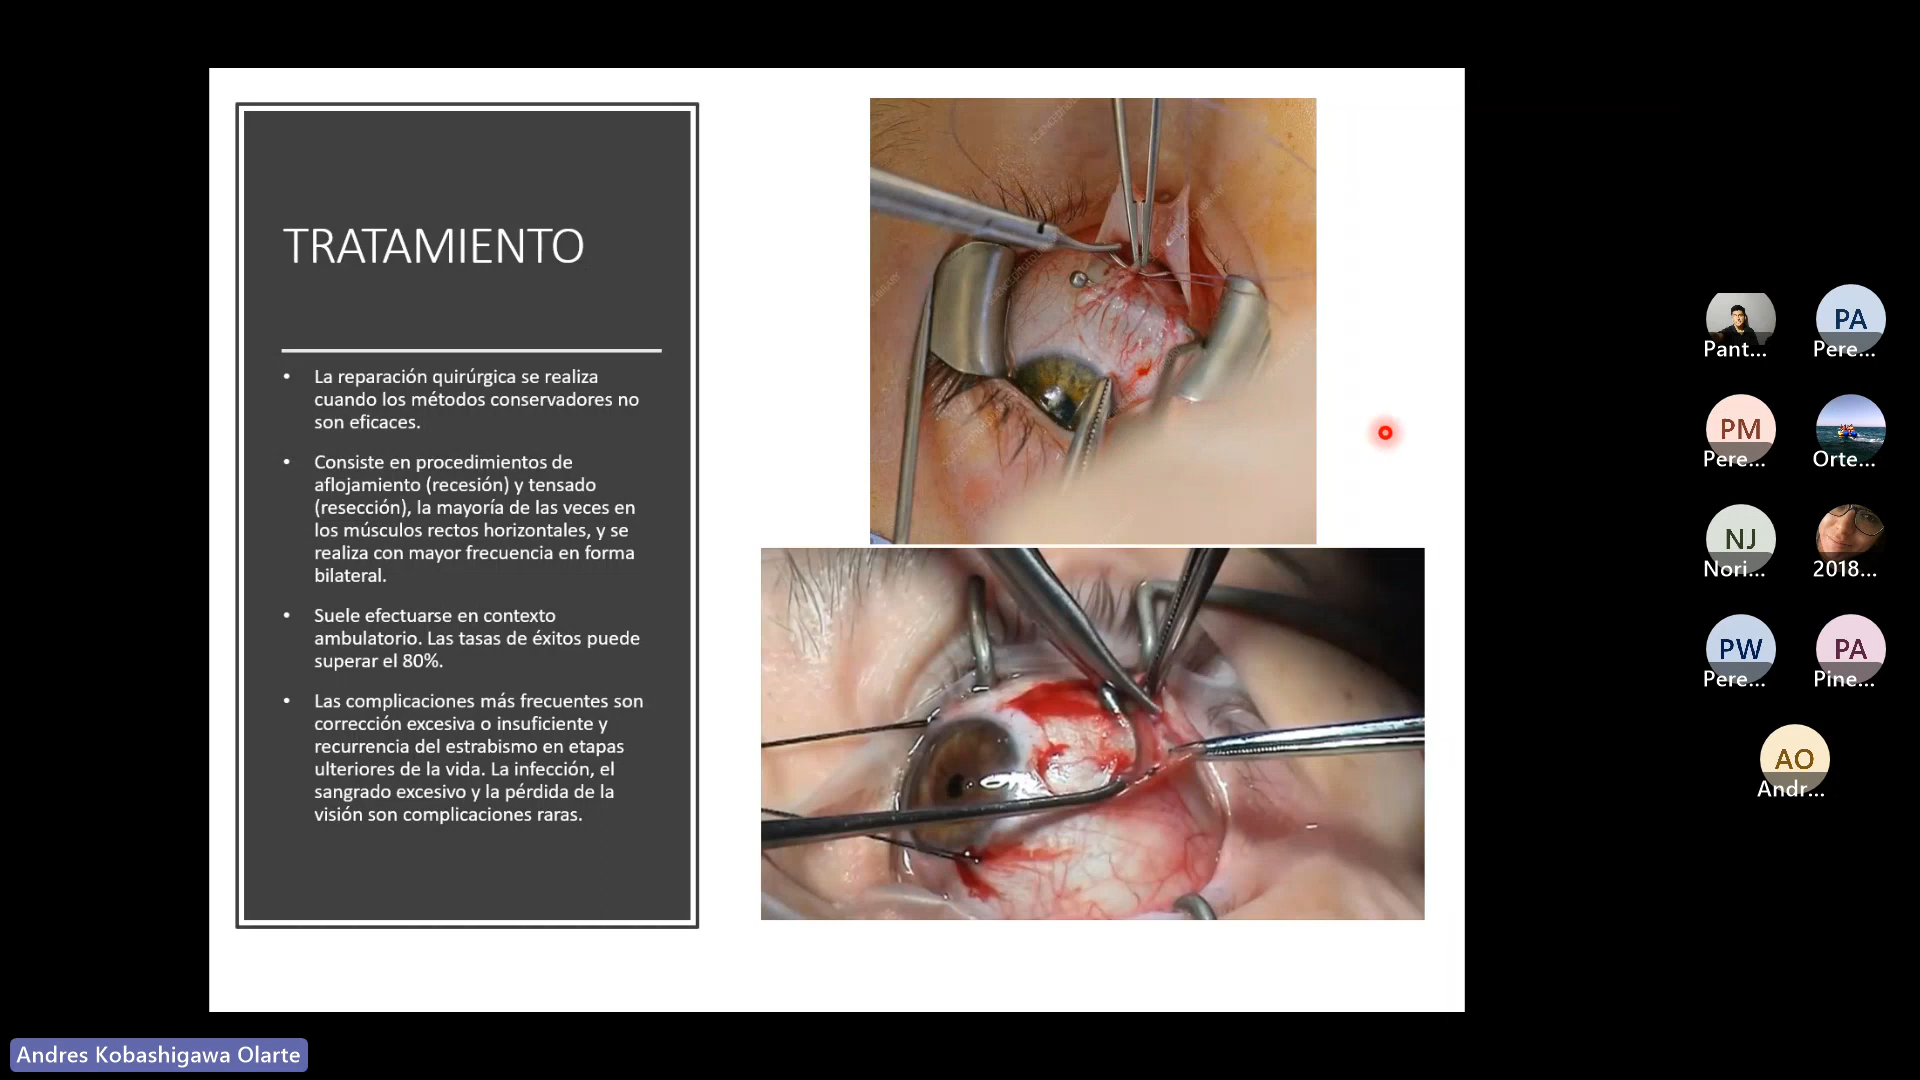 TRATAMIENTO
• La reparación quirúrgica se realiza
cuando los métodos conservadores no
son eficaces.
• Consiste en procedimientos de
aflojamiento (recesión) y tensado
(resección), la mayoría de las veces en
los músculos rectos horizontales, y se
realiza con mayor frecuencia en forma
bilateral.
• Suele efectuarse en contexto
ambulatorio. Las tasas de éxitos puede
superar el 80%.
• Las complicaciones más frecuentes son
corrección excesiva o insuficiente y
recurrencia del estrabismo en etapas
ulteriores de la vida. La infección, el
sangrado excesivo y la pérdida de la
visión son complicaciones raras.
Pant...
PA
Pere...
PM
Pere...
Orte...
NJ
Nori...
2018...
PW
Pere...
PA
Pine...
AO
Andr...
Andres Kobashigawa Olarte